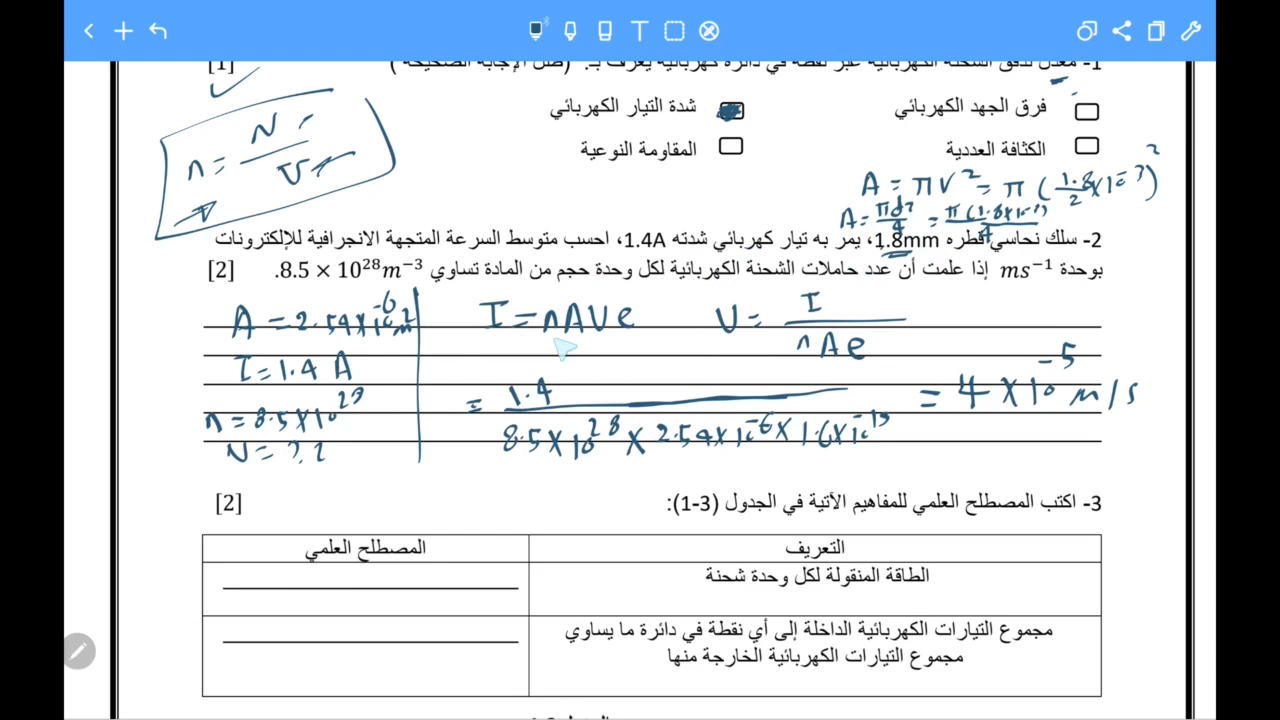 1- معدل تدفق الشحنة الكهربائية عبر نقطة في دائرة كهربائية يعرف بـ: (ظلل الإجابة الصحيحة) [1]
فرق الجهد الكهربائي
شدة التيار الكهربائي
الكثافة العددية
المقاومة النوعية
n = N / V
A = πr² = π (1.8/2 × 10⁻³)²
A = πd²/4 = π(1.8×10⁻³)/4
2- سلك نحاسي قطره 1.8mm، يمر به تيار كهربائي شدته 1.4A، احسب متوسط السرعة المتجهة الانجرافية للإلكترونات
بوحدة ms⁻¹ إذا علمت أن عدد حاملات الشحنة الكهربائية لكل وحدة حجم من المادة تساوي 8.5 × 10²⁸m⁻³. [2]
A = 2.54×10⁻⁶ m²
I = 1.4 A
n = 8.5×10²⁸
V = ??
I = nAVe
V = I / nAe
= 1.4 / 8.5×10²⁸ × 2.54×10⁻⁶ × 1.6×10⁻¹⁹ = 4 × 10⁻⁵ m/s
3- اكتب المصطلح العلمي للمفاهيم الآتية في الجدول (3-1): [2]
التعريف
المصطلح العلمي
الطاقة المنقولة لكل وحدة شحنة
مجموع التيارات الكهربائية الداخلة إلى أي نقطة في دائرة ما يساوي
مجموع التيارات الكهربائية الخارجة منها